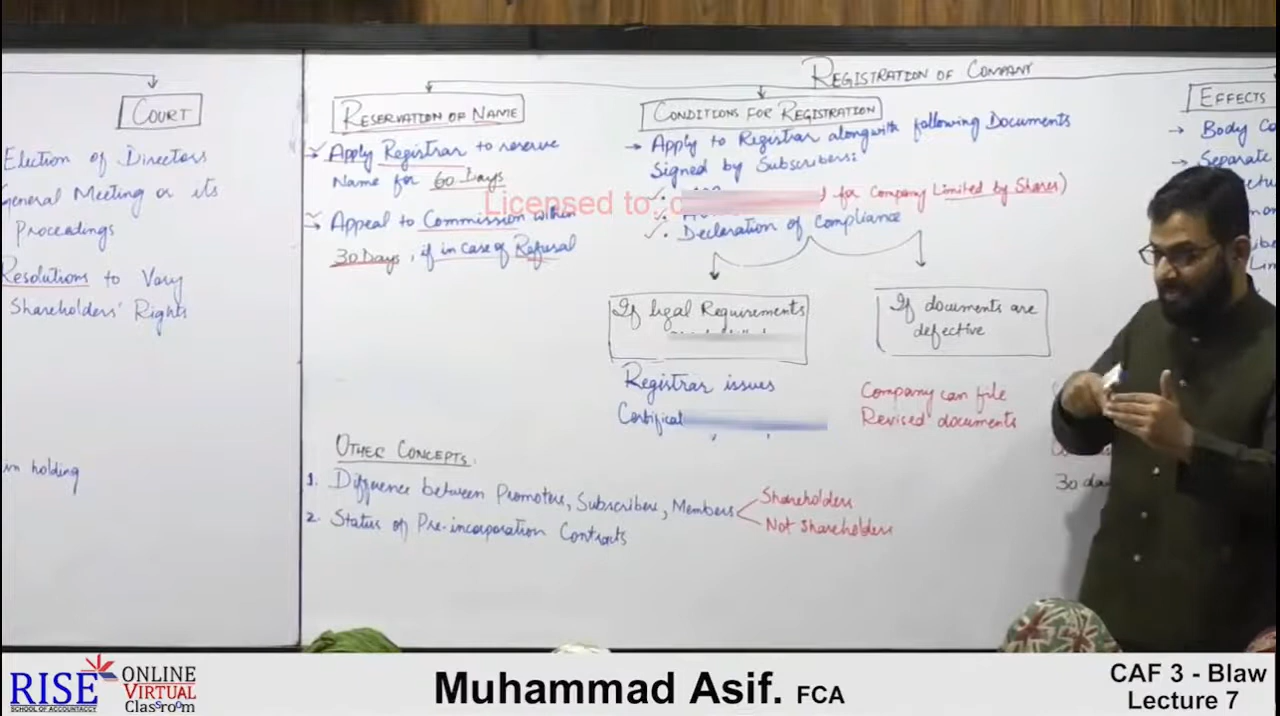 REGISTRATION OF COMPANY
COURT
Election of Directors
General Meeting or its
Proceedings
Resolutions to Vary
Shareholders' Rights
in holding
RESERVATION OF NAME
→ Apply Registrar to reserve
Name for 60 Days
→ Appeal to Commission within
30 Days, if in case of Refusal
CONDITIONS FOR REGISTRATION
→ Apply to Registrar alongwith following Documents
Signed by Subscribers:
for Company Limited by Shares)
Declaration of Compliance
If legal Requirements
Registrar issues
If documents are
defective
Company can file
Revised documents
EFFECTS
→ Body
→ Separate
30
OTHER CONCEPTS.
1. Difference between Promoters, Subscribers, Members
Shareholders
Not Shareholders
2. Status of Pre-incorporation Contracts
Licensed to:
RISE
SCHOOL OF ACCOUNTANCY
ONLINE
VIRTUAL
Classroom
Muhammad Asif. FCA
CAF 3 - Blaw
Lecture 7